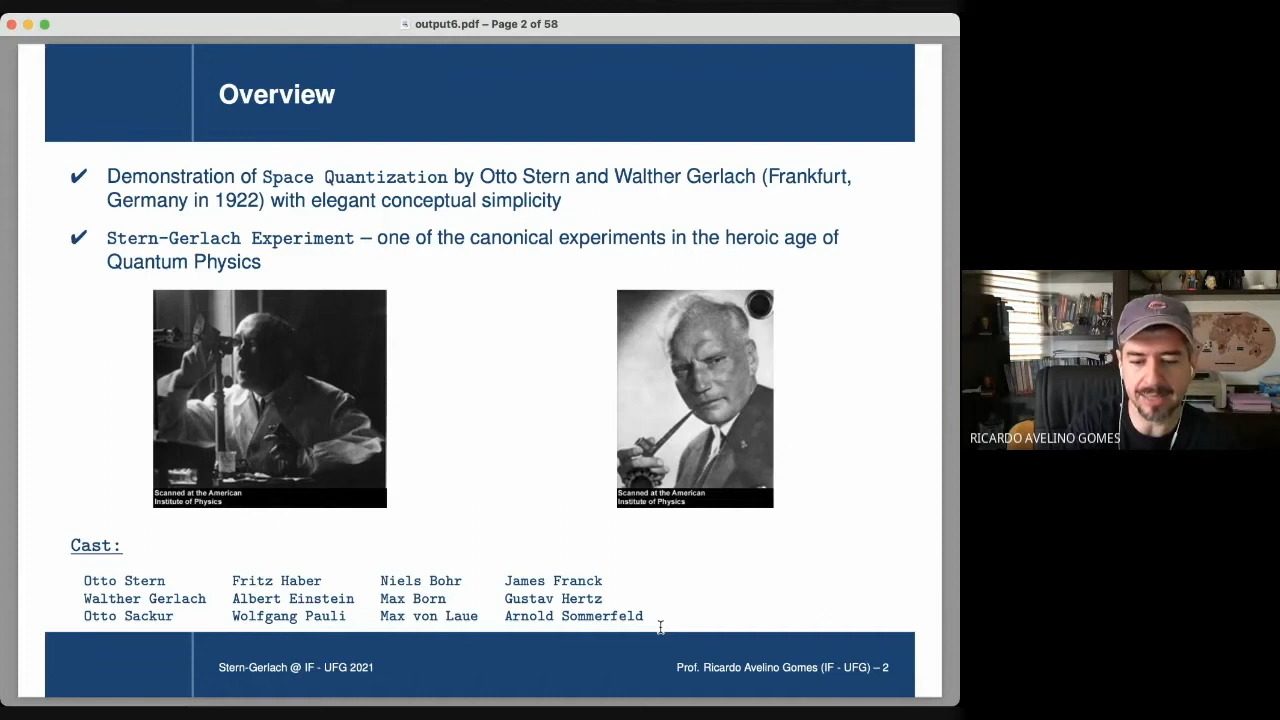 output6.pdf – Page 2 of 58
Overview
✔ Demonstration of Space Quantization by Otto Stern and Walther Gerlach (Frankfurt,
Germany in 1922) with elegant conceptual simplicity
✔ Stern-Gerlach Experiment – one of the canonical experiments in the heroic age of
Quantum Physics
Scanned at the American
Institute of Physics
Scanned at the American
Institute of Physics
RICARDO AVELINO GOMES
Cast:
Otto Stern Fritz Haber Niels Bohr James Franck
Walther Gerlach Albert Einstein Max Born Gustav Hertz
Otto Sackur Wolfgang Pauli Max von Laue Arnold Sommerfeld
Stern-Gerlach @ IF - UFG 2021 Prof. Ricardo Avelino Gomes (IF - UFG) – 2